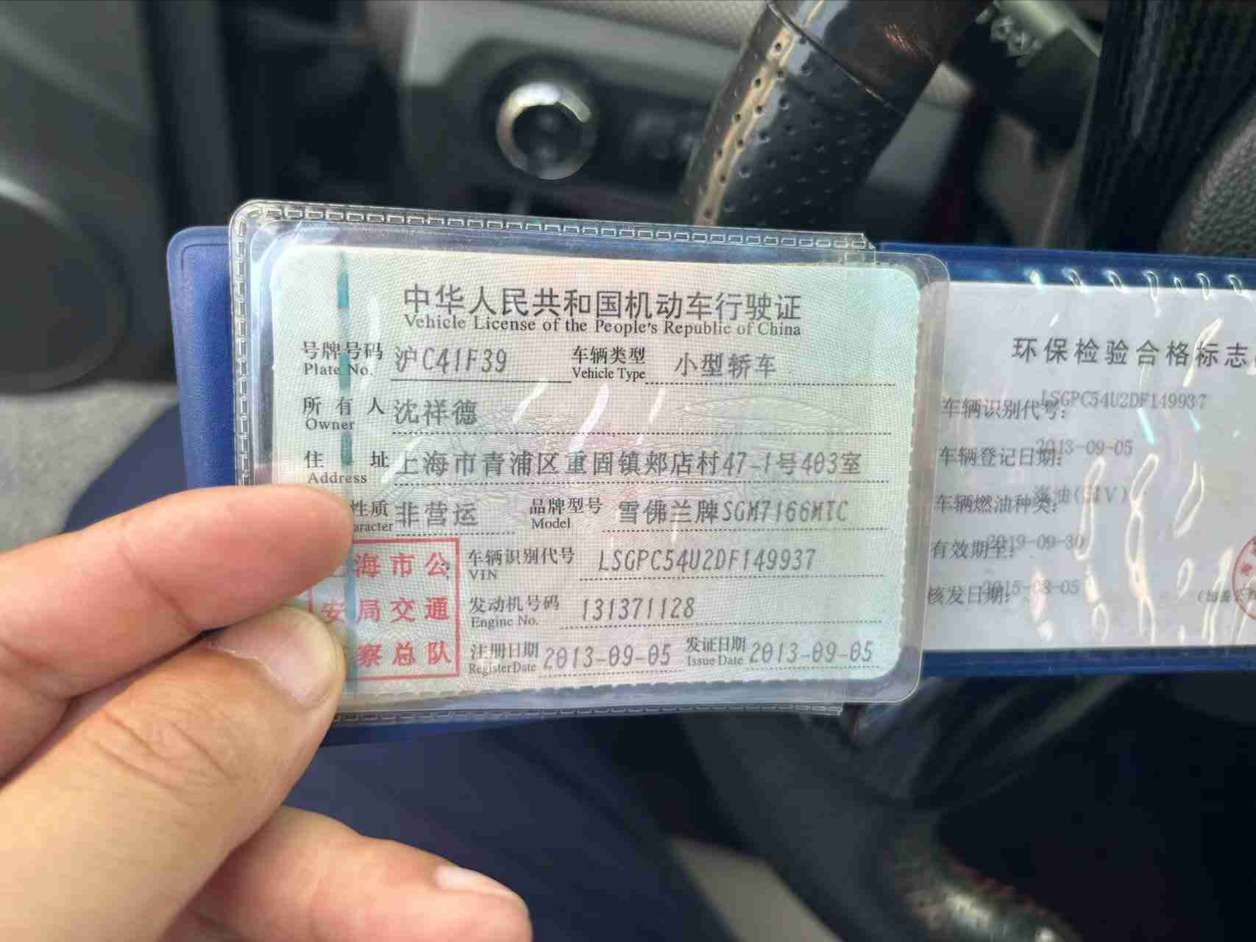 中华人民共和国机动车行驶证
Vehicle License of the People's Republic of China
号牌号码 沪C41F39 车辆类型 小型轿车
Plate No. Vehicle Type
所有人 沈祥德
Owner
住址 上海市青浦区重固镇郏店村47-1号403室
Address
性质 非营运 品牌型号 雪佛兰牌SGM7166MTC
aracter Model
海市公
安局交通
察总队
车辆识别代号 LSGPC54U2DF149937
VIN
发动机号码 131371128
Engine No.
注册日期 2013-09-05 发证日期 2013-09-05
Register Date Issue Date
环保检验合格标志
车辆识别代号: LSGPC54U2DF149937
车辆登记日期: 2013-09-05
车辆燃油种类: 汽油
有效期至: 2019-09-30
核发日期: